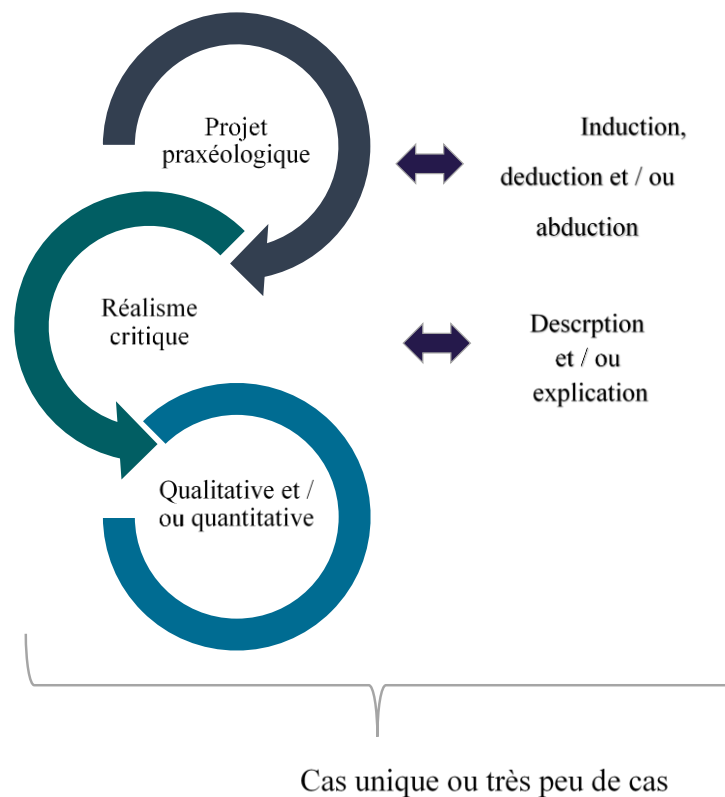 Projet
praxéologique
Induction,
deduction et / ou
abduction
Réalisme
critique
Descrption
et / ou
explication
Qualitative et /
ou quantitative
Cas unique ou très peu de cas